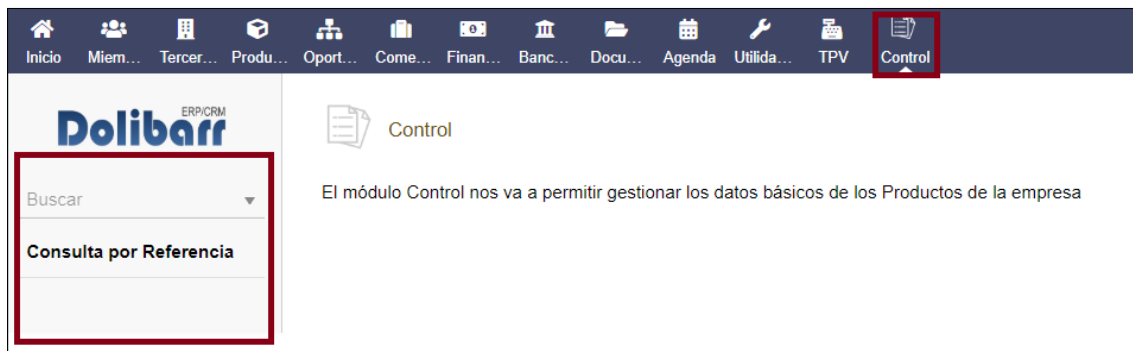 Inicio Miem... Tercer... Produ... Oport... Come... Finan... Banc... Docu... Agenda Utilida... TPV Control
Dolibarr ERP/CRM
Control
Buscar
El módulo Control nos va a permitir gestionar los datos básicos de los Productos de la empresa
Consulta por Referencia